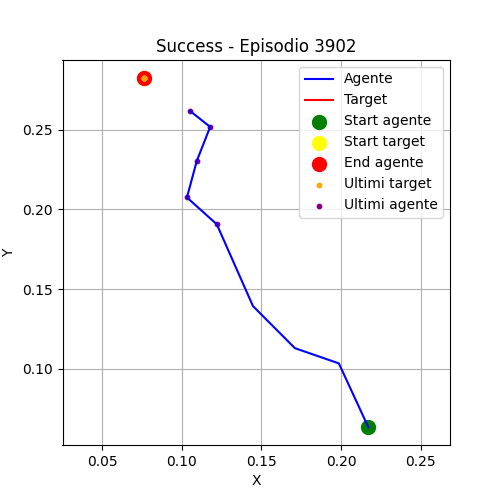 Success - Episodio 3902
Agente
Target
Start agente
Start target
End agente
Ultimi target
Ultimi agente
0.25
0.20
0.15
0.10
Y
0.05
0.10
0.15
0.20
0.25
X